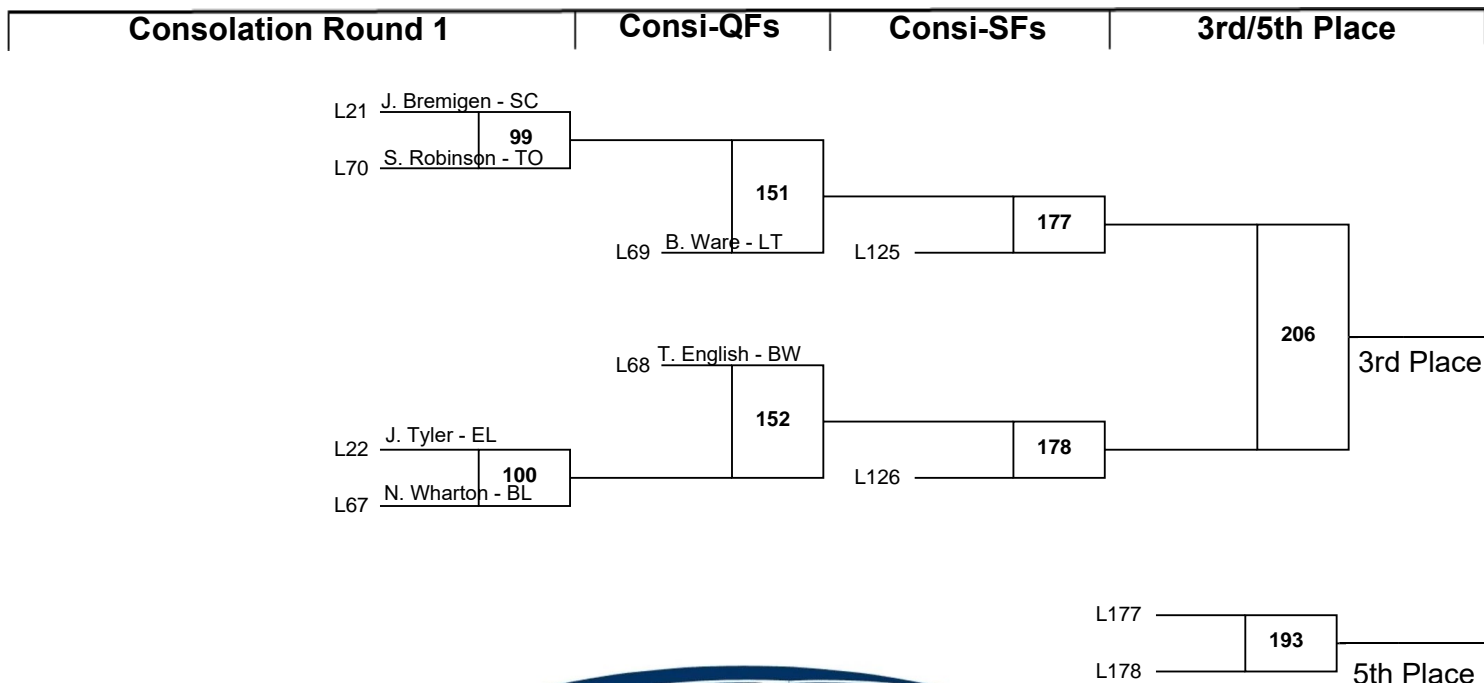 Consolation Round 1 Consi-QFs Consi-SFs 3rd/5th Place
L21 J. Bremigen - SC
99
L70 S. Robinson - TO
151
L69 B. Ware - LT
177
L125
L68 T. English - BW
206
3rd Place
152
L22 J. Tyler - EL
100
L67 N. Wharton - BL
178
L126
L177
193
L178
5th Place